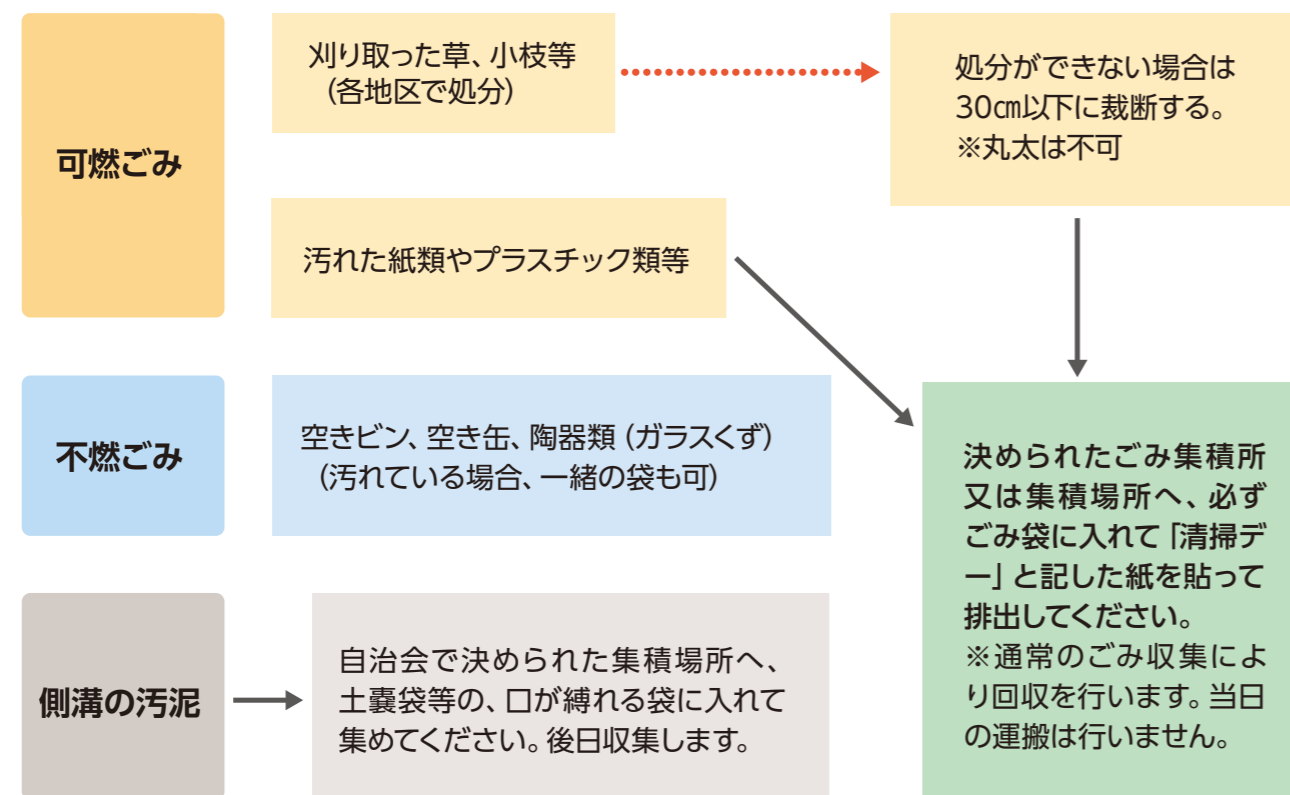 可燃ごみ
刈り取った草、小枝等
（各地区で処分）
処分ができない場合は
30㎝以下に裁断する。
※丸太は不可
汚れた紙類やプラスチック類等
不燃ごみ
空きビン、空き缶、陶器類（ガラスくず）
（汚れている場合、一緒の袋も可）
決められたごみ集積所
又は集積場所へ、必ず
ごみ袋に入れて「清掃デ
ー」と記した紙を貼って
排出してください。
※通常のごみ収集によ
り回収を行います。当日
の運搬は行いません。
側溝の汚泥
自治会で決められた集積場所へ、
土嚢袋等の、口が縛れる袋に入れて
集めてください。後日収集します。